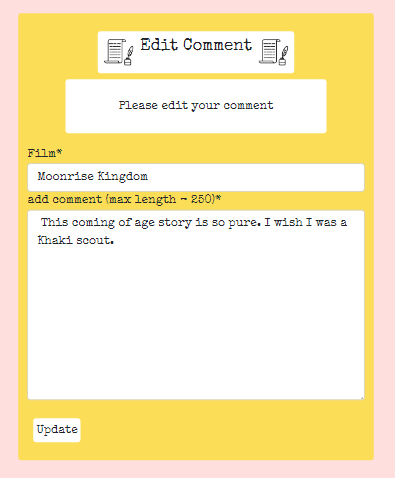 Edit Comment
Please edit your comment
Film*
Moonrise Kingdom
add comment (max length ~ 250)*
This coming of age story is so pure. I wish I was a
Khaki scout.
Update